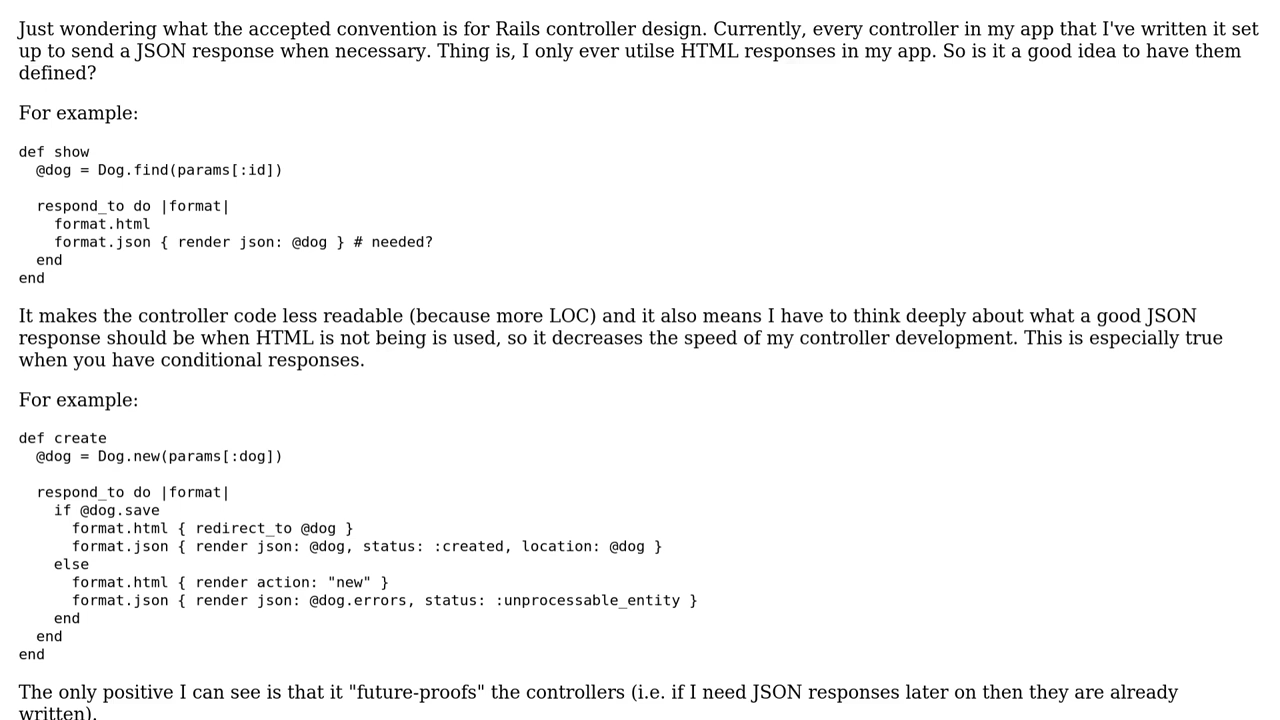 Just wondering what the accepted convention is for Rails controller design. Currently, every controller in my app that I've written it set
up to send a JSON response when necessary. Thing is, I only ever utilse HTML responses in my app. So is it a good idea to have them
defined?
For example:
def show
  @dog = Dog.find(params[:id])
  respond_to do |format|
    format.html
    format.json { render json: @dog } # needed?
  end
end
It makes the controller code less readable (because more LOC) and it also means I have to think deeply about what a good JSON
response should be when HTML is not being is used, so it decreases the speed of my controller development. This is especially true
when you have conditional responses.
For example:
def create
  @dog = Dog.new(params[:dog])
  respond_to do |format|
    if @dog.save
      format.html { redirect_to @dog }
      format.json { render json: @dog, status: :created, location: @dog }
    else
      format.html { render action: "new" }
      format.json { render json: @dog.errors, status: :unprocessable_entity }
    end
  end
end
The only positive I can see is that it "future-proofs" the controllers (i.e. if I need JSON responses later on then they are already
written).